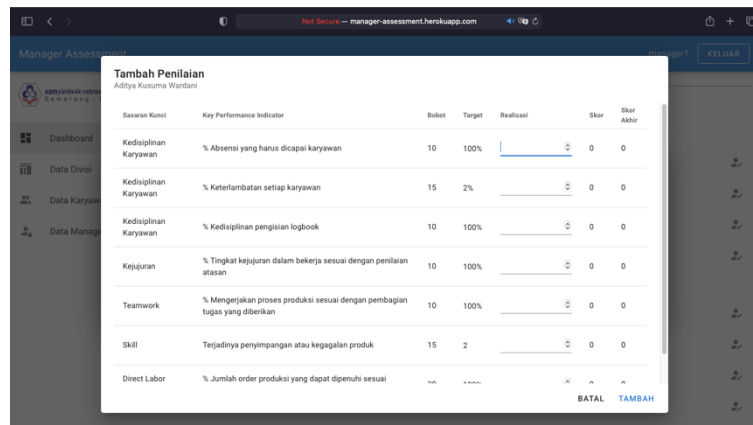 Not Secure — manager-assessment.herokuapp.com
Manager Assessment
manager1
KELUAR
Dashboard
Data Divisi
Data Karyaw
Data Manage
Tambah Penilaian
Aditya Kusuma Wardani
Sasaran Kunci Key Performance Indicator Bobot Target Realisasi Skor Skor
Akhir
Kedisiplinan
Karyawan
% Absensi yang harus dicapai karyawan 10 100% 0 0
Kedisiplinan
Karyawan
% Keterlambatan setiap karyawan 15 2% 0 0
Kedisiplinan
Karyawan
% Kedisiplinan pengisian logbook 10 100% 0 0
Kejujuran
% Tingkat kejujuran dalam bekerja sesuai dengan penilaian
atasan
10 100% 0 0
Teamwork
% Mengerjakan proses produksi sesuai dengan pembagian
tugas yang diberikan
10 100% 0 0
Skill Terjadinya penyimpangan atau kegagalan produk 15 2 0 0
Direct Labor % Jumlah order produksi yang dapat dipenuhi sesuai
BATAL TAMBAH